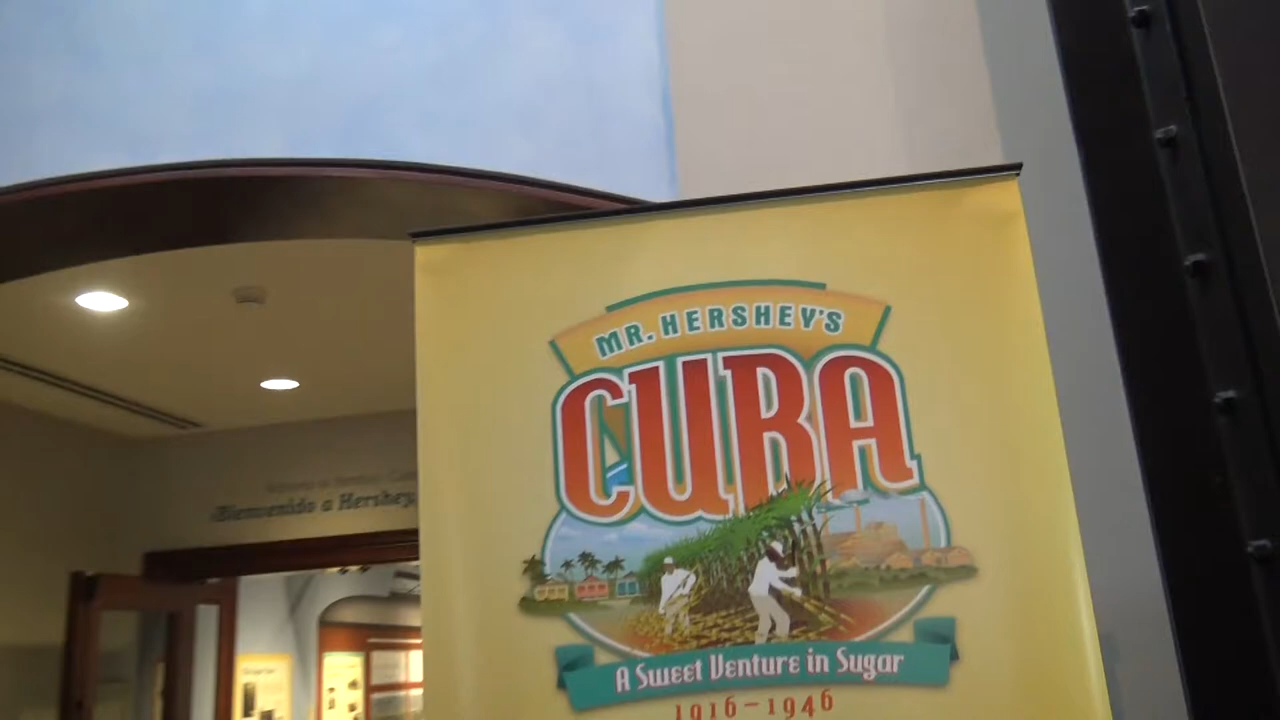 MR. HERSHEY'S
CUBA
A Sweet Venture in Sugar
1916-1946
¡Bienvenido a Hershey,